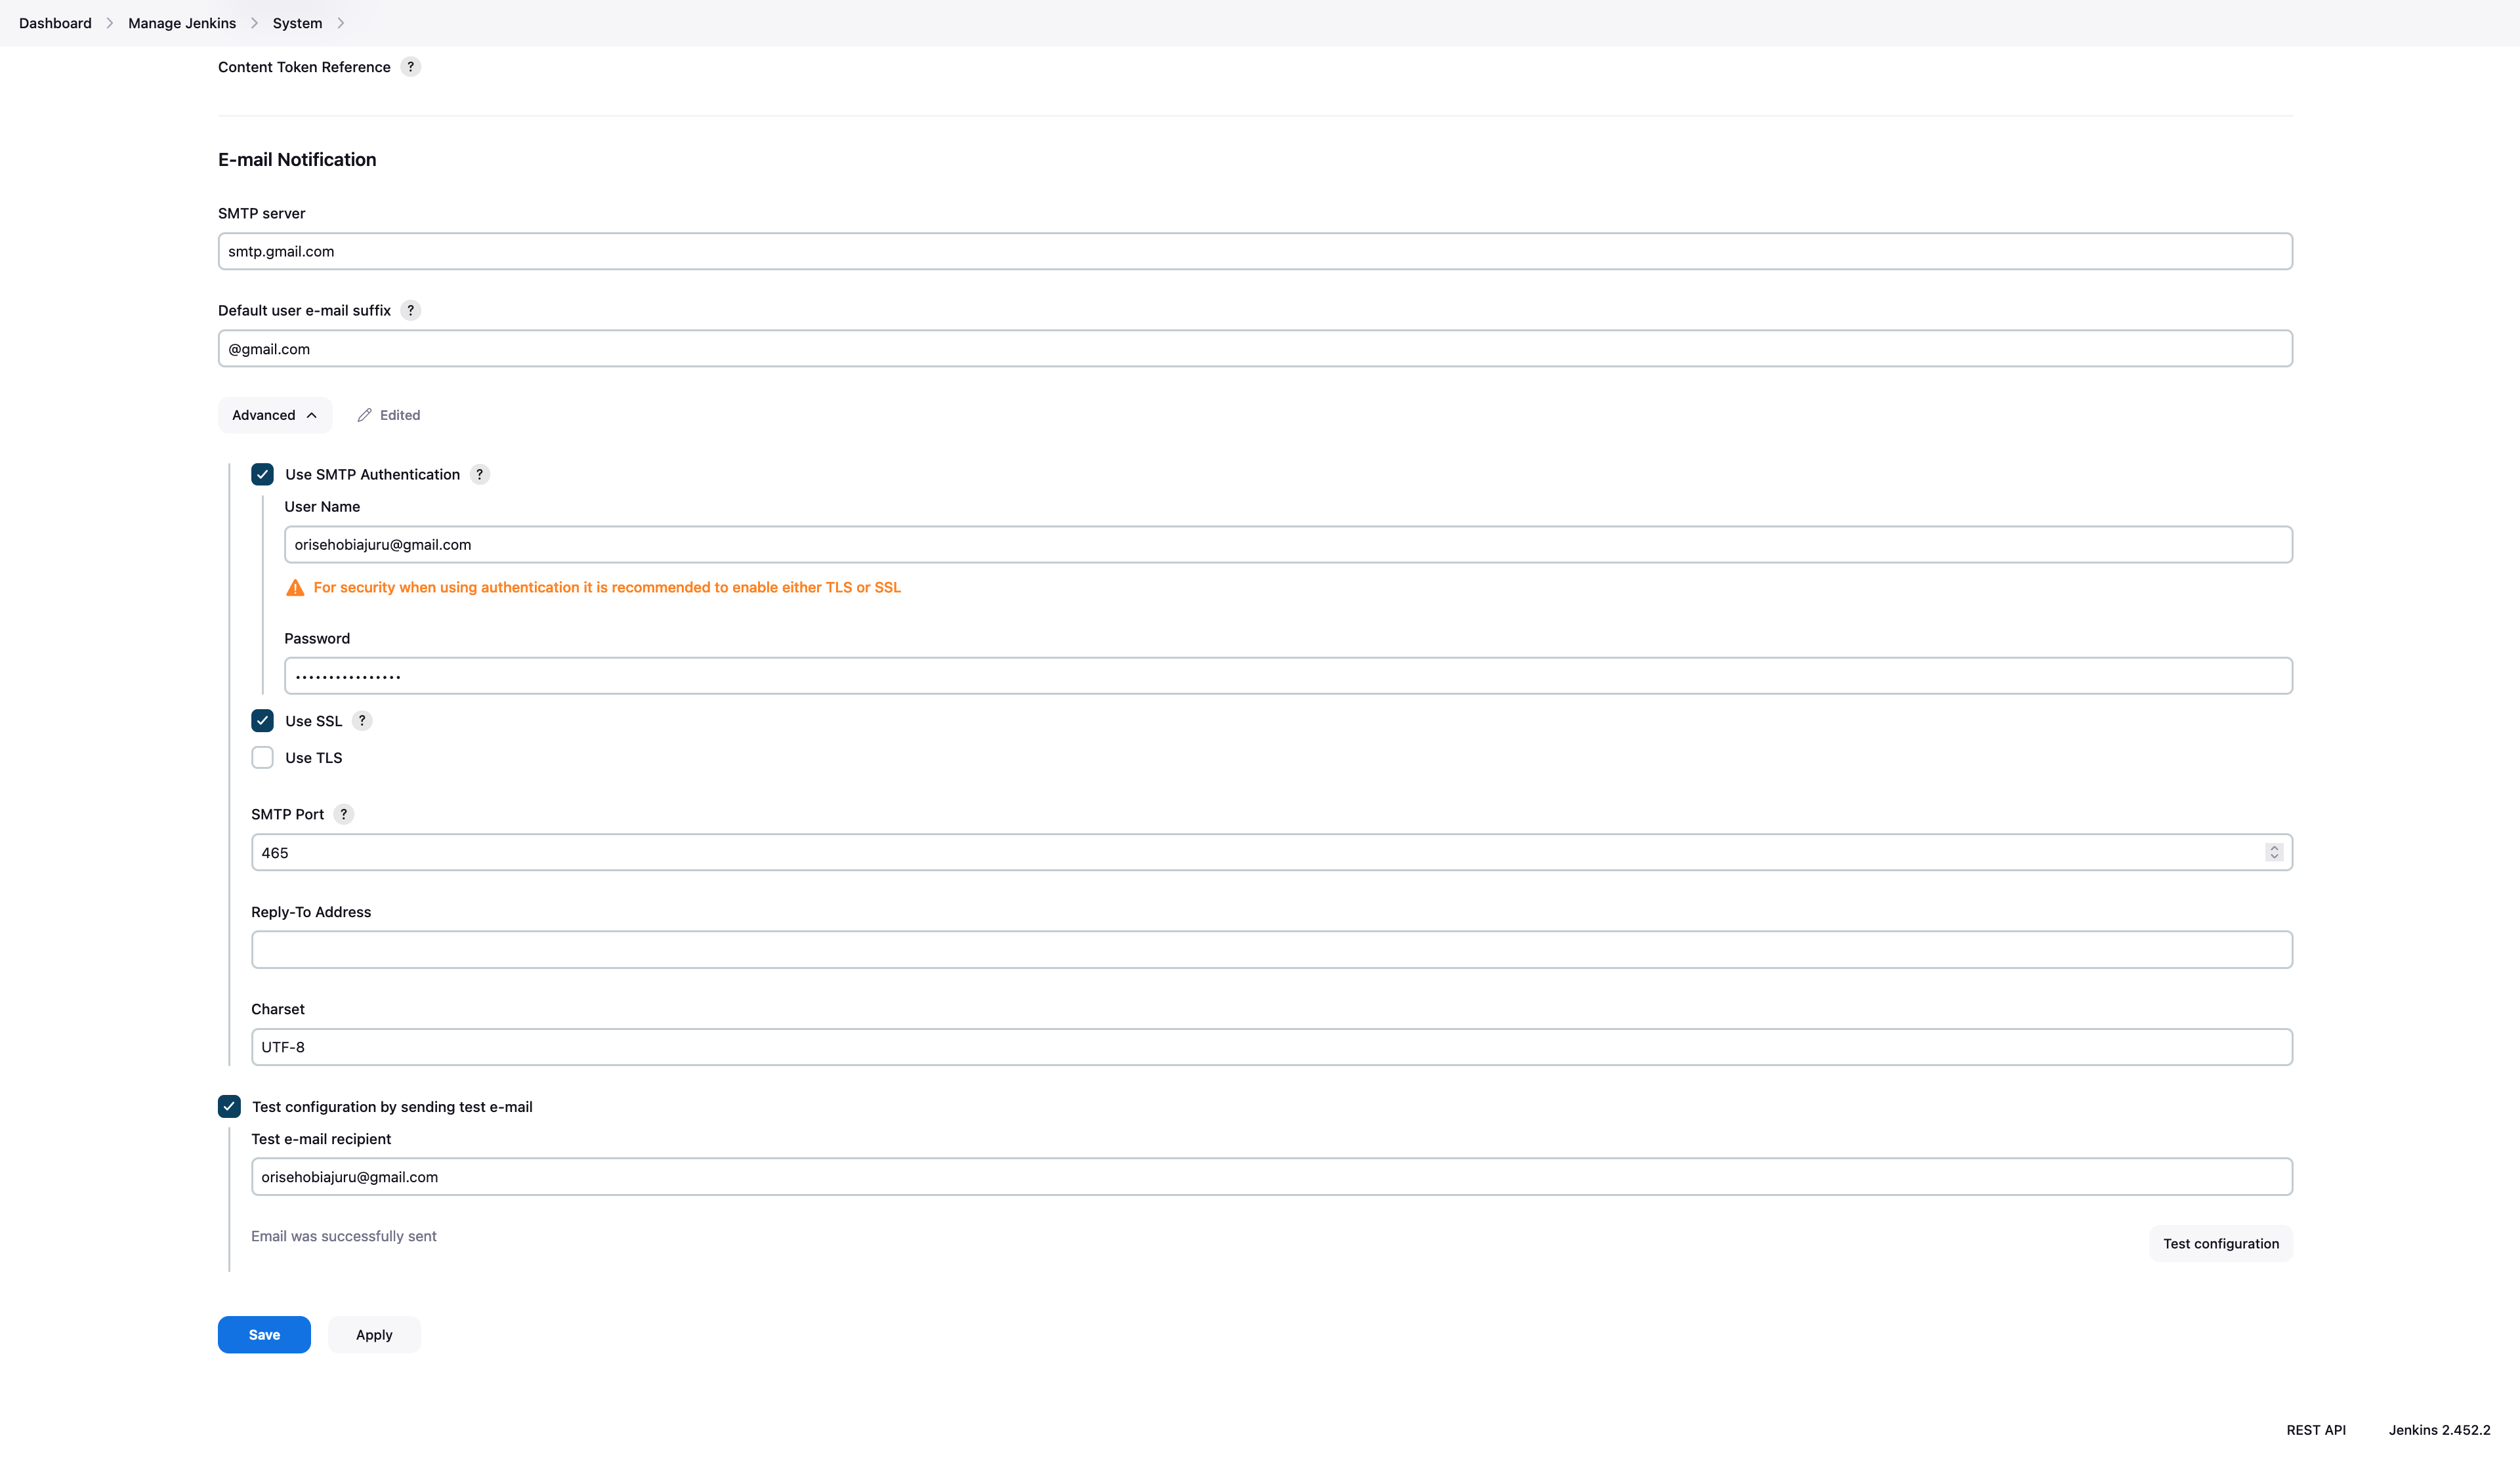 Dashboard > Manage Jenkins > System >
Content Token Reference ?
E-mail Notification
SMTP server
smtp.gmail.com
Default user e-mail suffix ?
@gmail.com
Advanced Edited
Use SMTP Authentication ?
User Name
orisehobiajuru@gmail.com
For security when using authentication it is recommended to enable either TLS or SSL
Password
••••••••••••••••
Use SSL ?
Use TLS
SMTP Port ?
465
Reply-To Address
Charset
UTF-8
Test configuration by sending test e-mail
Test e-mail recipient
orisehobiajuru@gmail.com
Email was successfully sent
Test configuration
Save Apply
REST API Jenkins 2.452.2